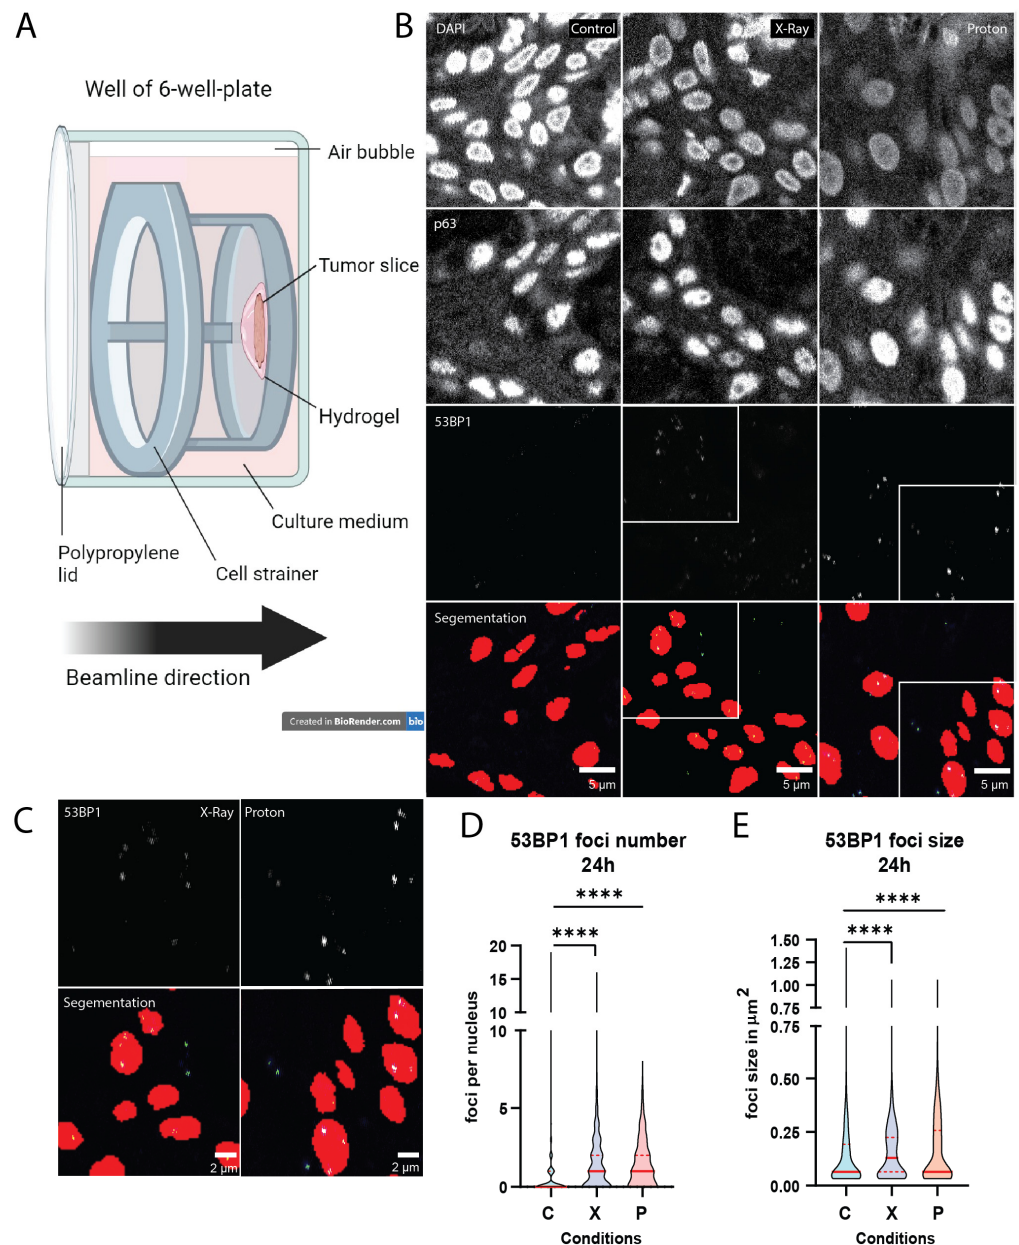 A
Well of 6-well-plate
Air bubble
Tumor slice
Hydrogel
Culture medium
Polypropylene
lid
Cell strainer
Beamline direction
Created in BioRender.com bio
B
DAPI Control X-Ray Proton
p63
53BP1
Segementation
5 µm 5 µm 5 µm
C
53BP1 X-Ray Proton
Segementation
2 µm 2 µm
D
53BP1 foci number
24h
****
****
20
15
10
10
5
0
foci per nucleus
C X P
Conditions
E
53BP1 foci size
24h
****
****
1.50
1.25
1.00
0.75
0.75
0.50
0.25
0.00
foci size in µm2
C X P
Conditions